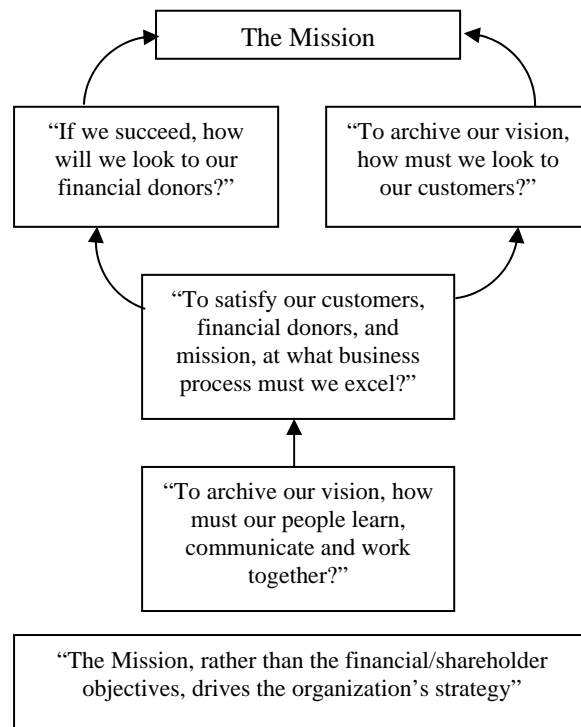 The Mission
“If we succeed, how
will we look to our
financial donors?”
“To archive our vision,
how must we look to
our customers?”
“To satisfy our customers,
financial donors, and
mission, at what business
process must we excel?”
“To archive our vision, how
must our people learn,
communicate and work
together?”
“The Mission, rather than the financial/shareholder
objectives, drives the organization’s strategy”